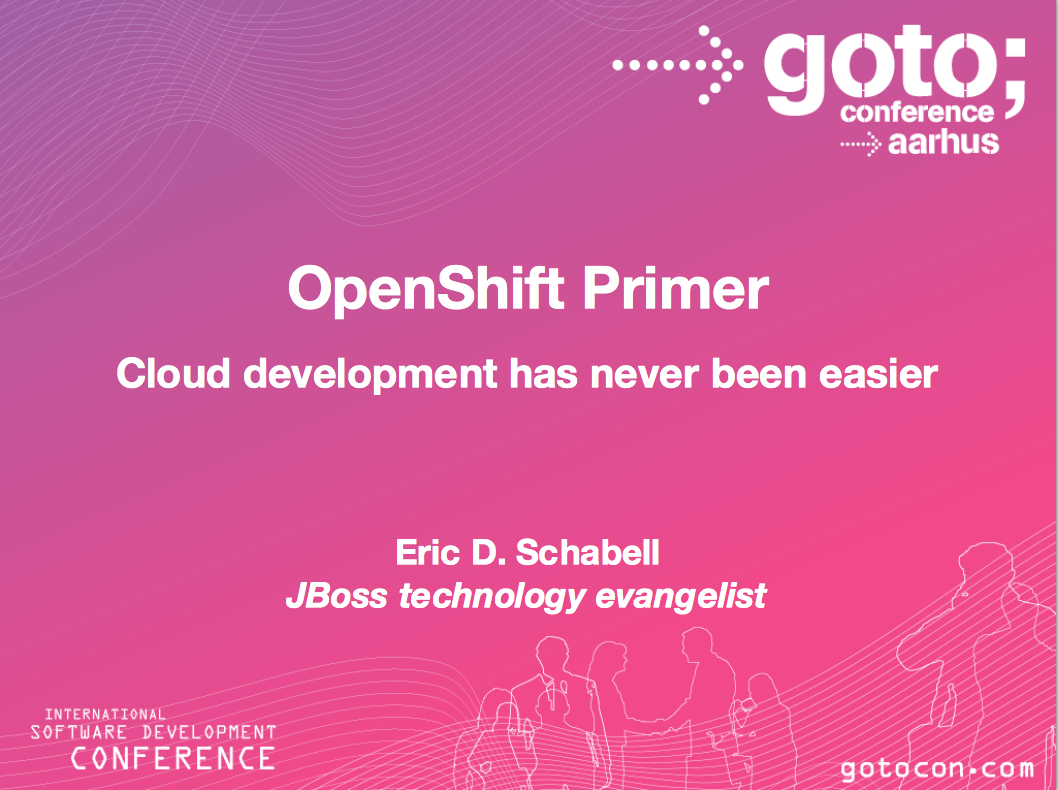 goto;
conference
aarhus
OpenShift Primer
Cloud development has never been easier
Eric D. Schabell
JBoss technology evangelist
INTERNATIONAL
SOFTWARE DEVELOPMENT
CONFERENCE
gotocon.com